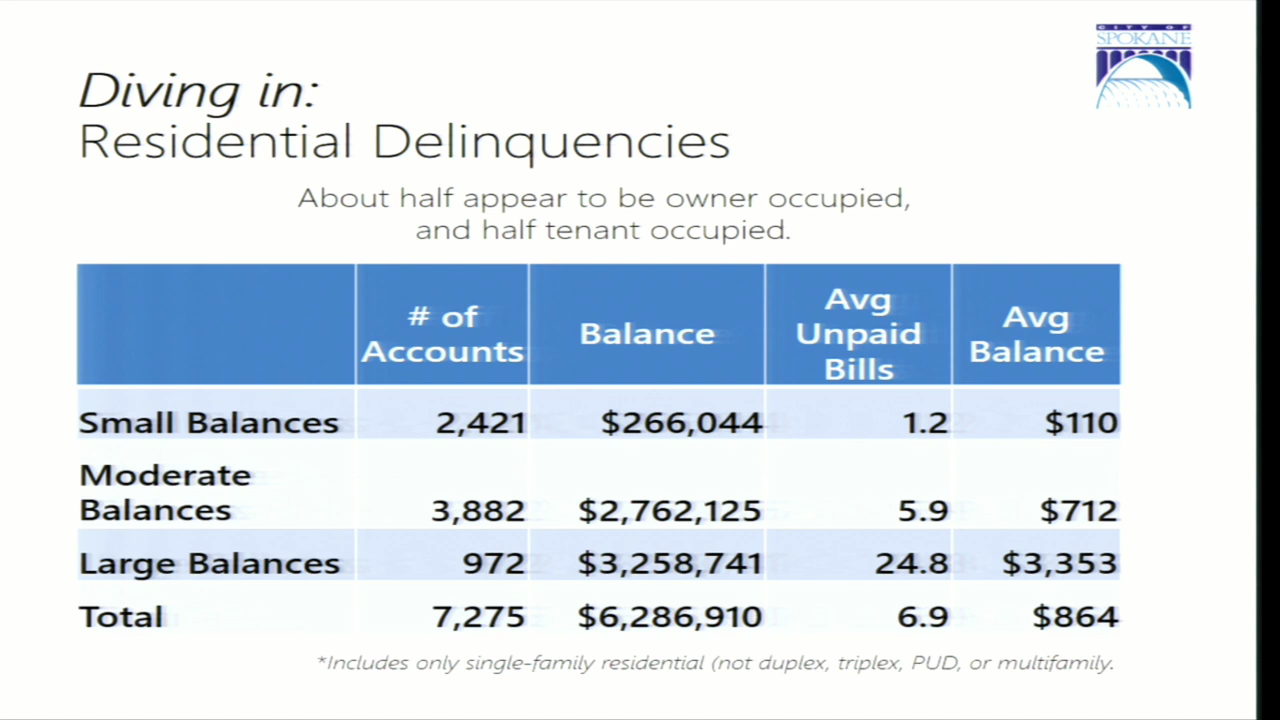 CITY OF
SPOKANE
Diving in:
Residential Delinquencies
About half appear to be owner occupied,
and half tenant occupied.
# of Accounts Balance Avg Unpaid Bills Avg Balance
Small Balances 2,421 $266,044 1.2 $110
Moderate Balances 3,882 $2,762,125 5.9 $712
Large Balances 972 $3,258,741 24.8 $3,353
Total 7,275 $6,286,910 6.9 $864
*Includes only single-family residential (not duplex, triplex, PUD, or multifamily.